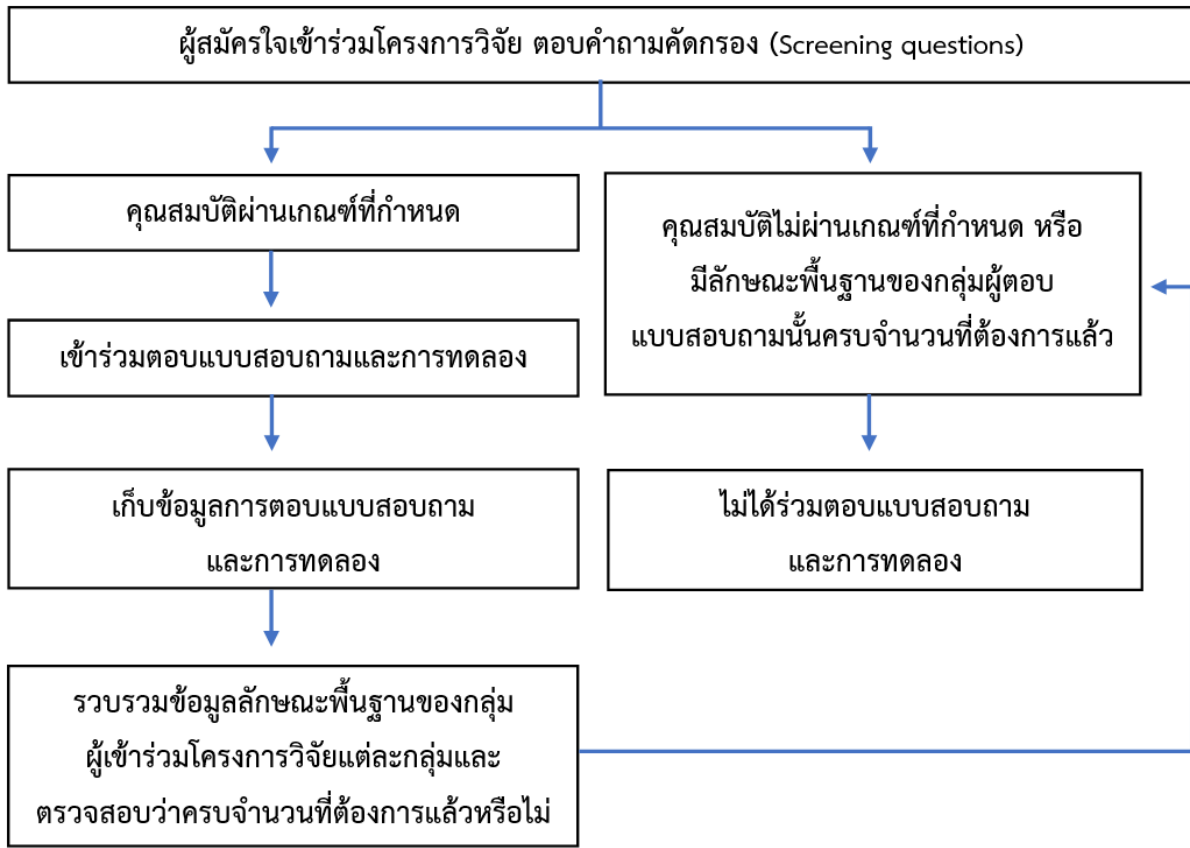 ผู้สมัครใจเข้าร่วมโครงการวิจัย ตอบคำถามคัดกรอง (Screening questions)
คุณสมบัติผ่านเกณฑ์ที่กำหนด
คุณสมบัติไม่ผ่านเกณฑ์ที่กำหนด หรือ
มีลักษณะพื้นฐานของกลุ่มผู้ตอบ
แบบสอบถามนั้นครบจำนวนที่ต้องการแล้ว
เข้าร่วมตอบแบบสอบถามและการทดลอง
เก็บข้อมูลการตอบแบบสอบถาม
และการทดลอง
ไม่ได้ร่วมตอบแบบสอบถาม
และการทดลอง
รวบรวมข้อมูลลักษณะพื้นฐานของกลุ่ม
ผู้เข้าร่วมโครงการวิจัยแต่ละกลุ่มและ
ตรวจสอบว่าครบจำนวนที่ต้องการแล้วหรือไม่